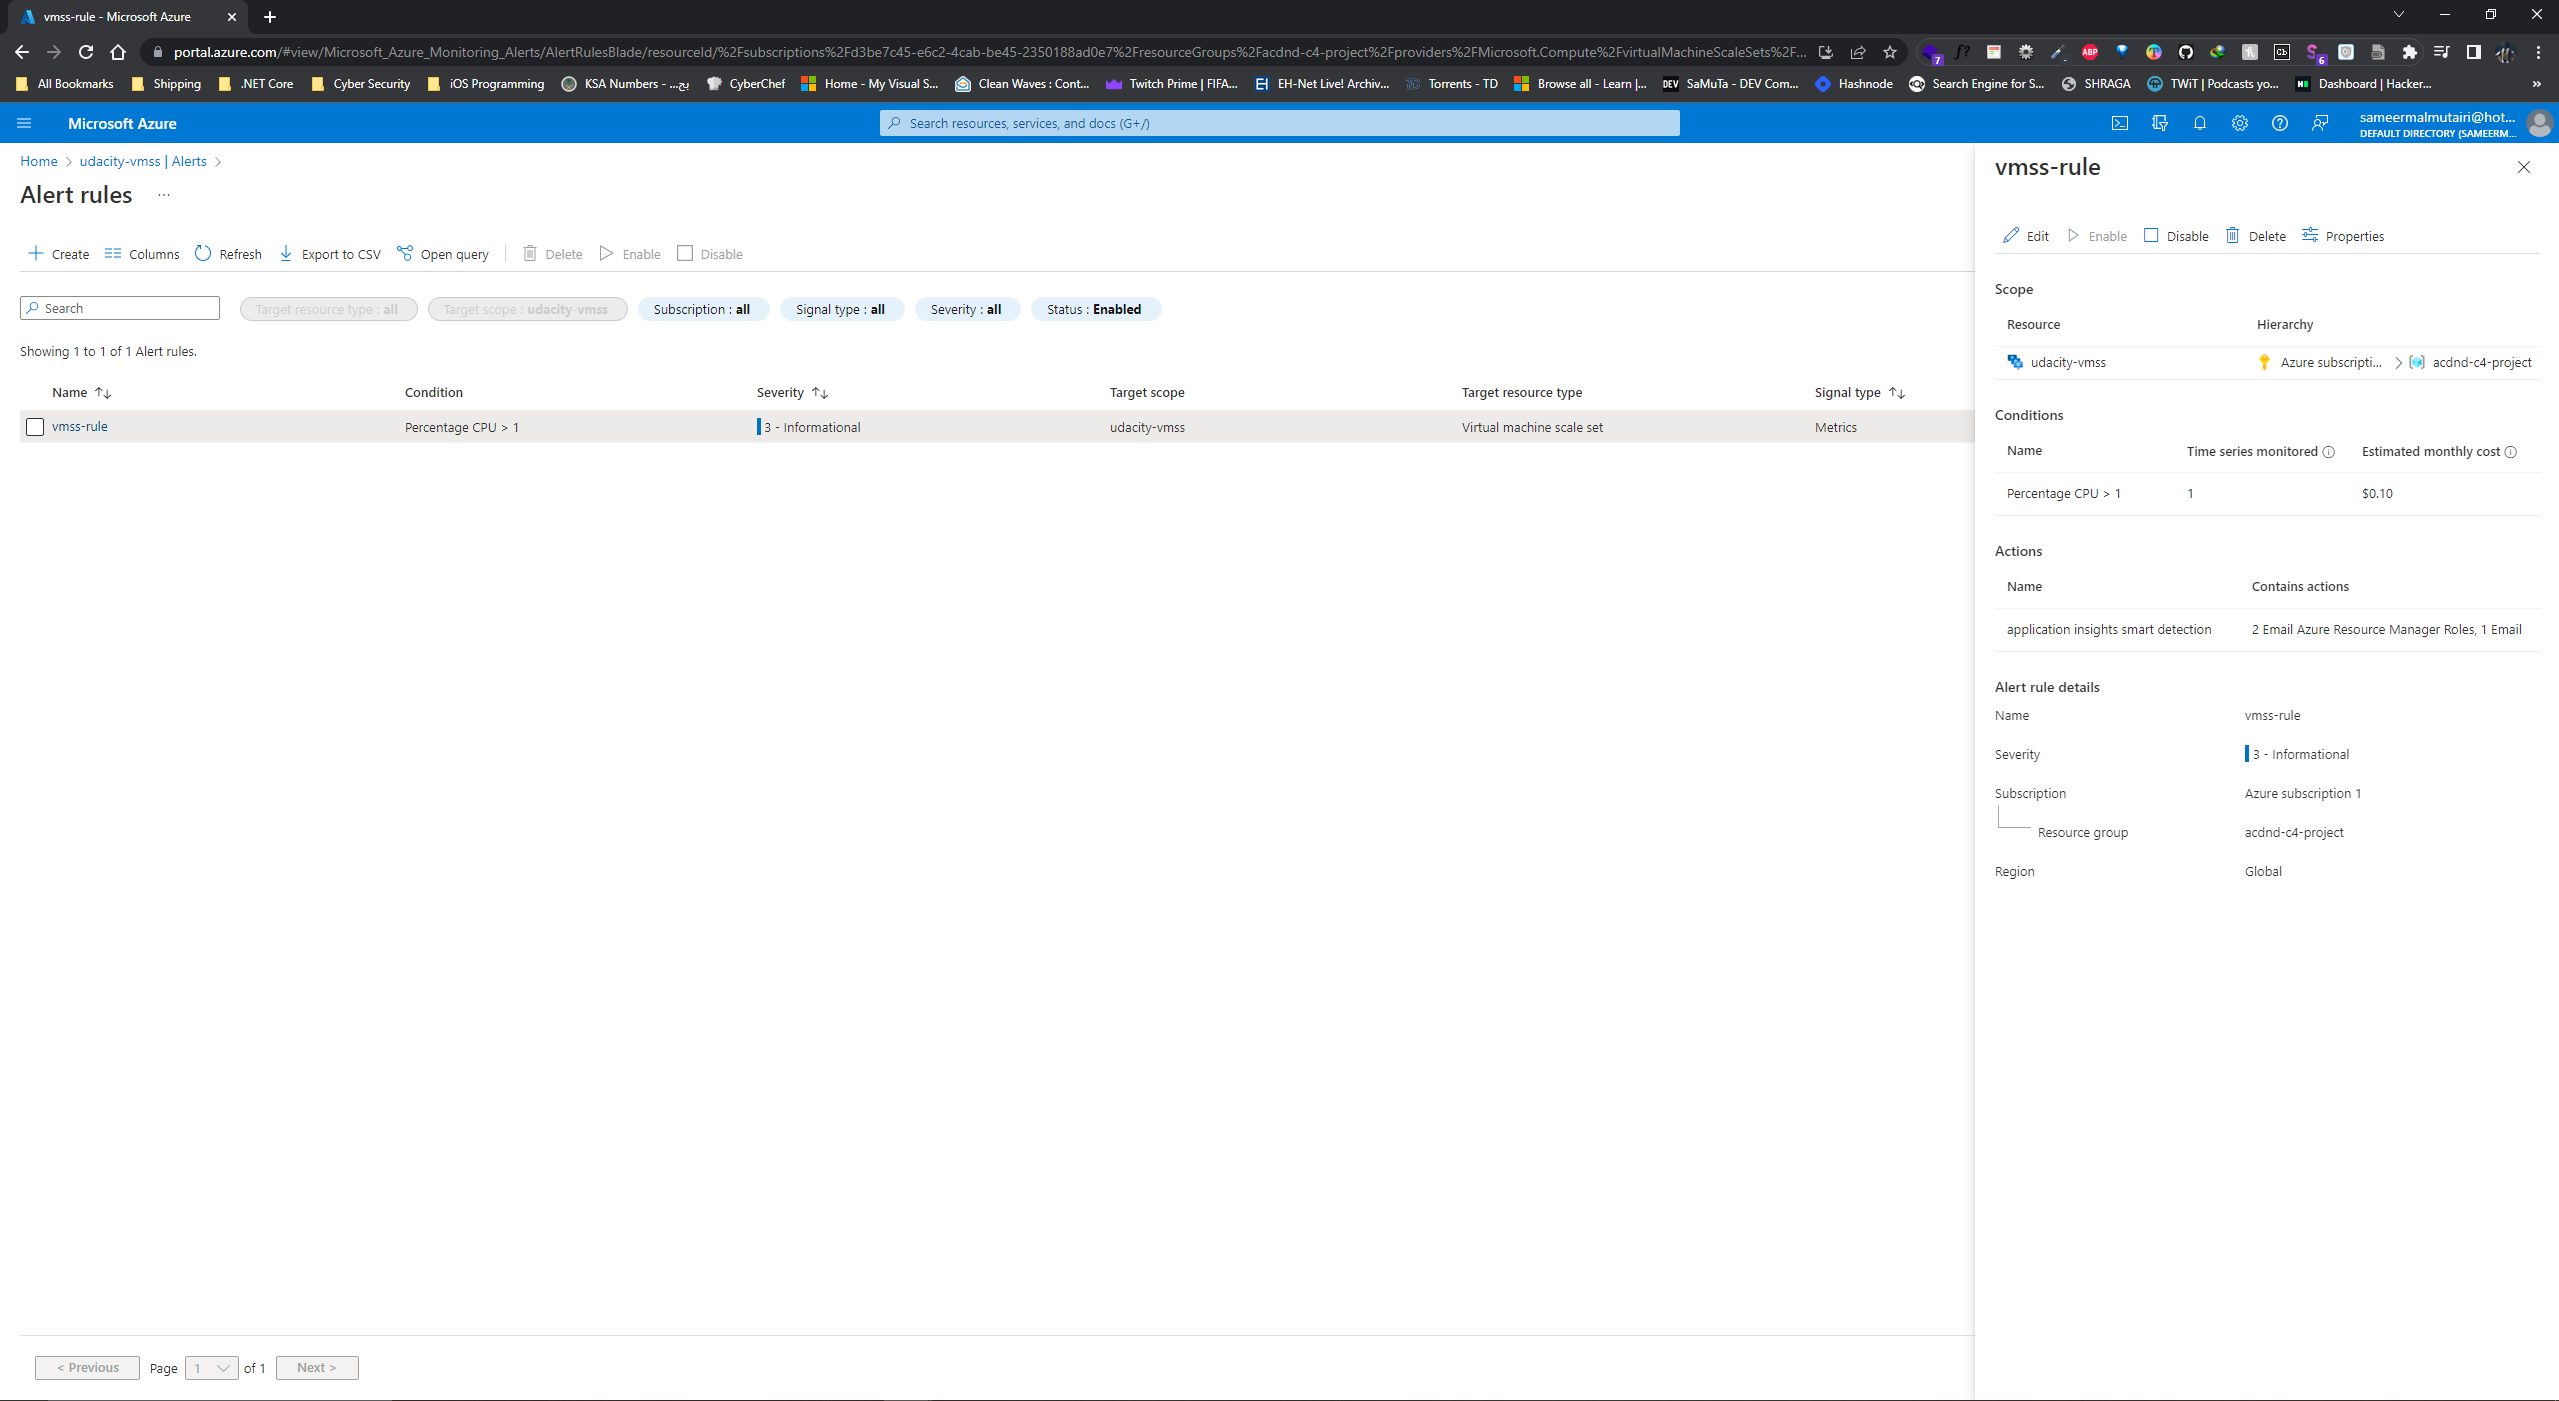 vmss-rule - Microsoft Azure
portal.azure.com/#view/Microsoft_Azure_Monitoring_Alerts/AlertRulesBlade/resourceId/%2Fsubscriptions%2Fd3be7c45-e6c2-4cab-be45-2350188ad0e7%2FresourceGroups%2Facdnd-c4-project%2Fproviders%2FMicrosoft.Compute%2FvirtualMachineScaleSets%2F...
All Bookmarks Shipping .NET Core Cyber Security iOS Programming KSA Numbers - ... CyberChef Home - My Visual S... Clean Waves : Cont... Twitch Prime | FIFA... EH-Net Live! Archiv... Torrents - TD Browse all - Learn |... SaMuTa - DEV Com... Hashnode Search Engine for S... SHRAGA TWiT | Podcasts yo... Dashboard | Hacker... »
Microsoft Azure
Search resources, services, and docs (G+/)
sameermalmutairi@hot...
DEFAULT DIRECTORY (SAMEERM...
Home > udacity-vmss | Alerts >
Alert rules ...
Create Columns Refresh Export to CSV Open query Delete Enable Disable
Search
Target resource type : all Target scope : udacity-vmss Subscription : all Signal type : all Severity : all Status : Enabled
Showing 1 to 1 of 1 Alert rules.
Name Condition Severity Target scope Target resource type Signal type
vmss-rule Percentage CPU > 1 3 - Informational udacity-vmss Virtual machine scale set Metrics
< Previous Page 1 of 1 Next >
vmss-rule
Edit Enable Disable Delete Properties
Scope
Resource Hierarchy
udacity-vmss Azure subscripti... > acdnd-c4-project
Conditions
Name Time series monitored Estimated monthly cost
Percentage CPU > 1 1 $0.10
Actions
Name Contains actions
application insights smart detection 2 Email Azure Resource Manager Roles, 1 Email
Alert rule details
Name vmss-rule
Severity 3 - Informational
Subscription Azure subscription 1
Resource group acdnd-c4-project
Region Global